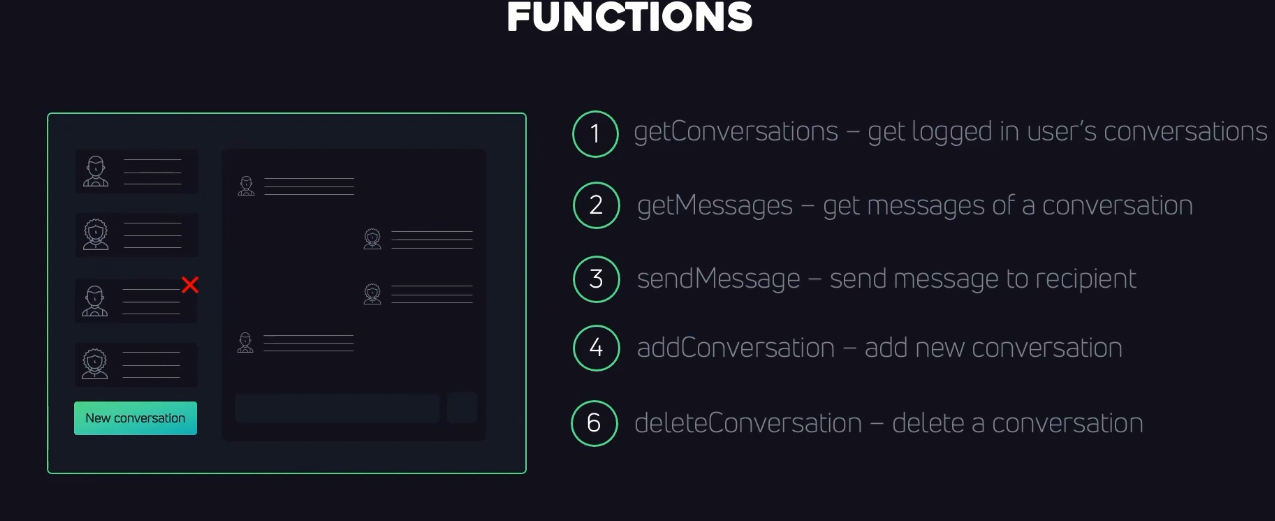 FUNCTIONS
1 getConversations – get logged in user’s conversations
2 getMessages – get messages of a conversation
3 sendMessage – send message to recipient
4 addConversation – add new conversation
6 deleteConversation – delete a conversation
New conversation